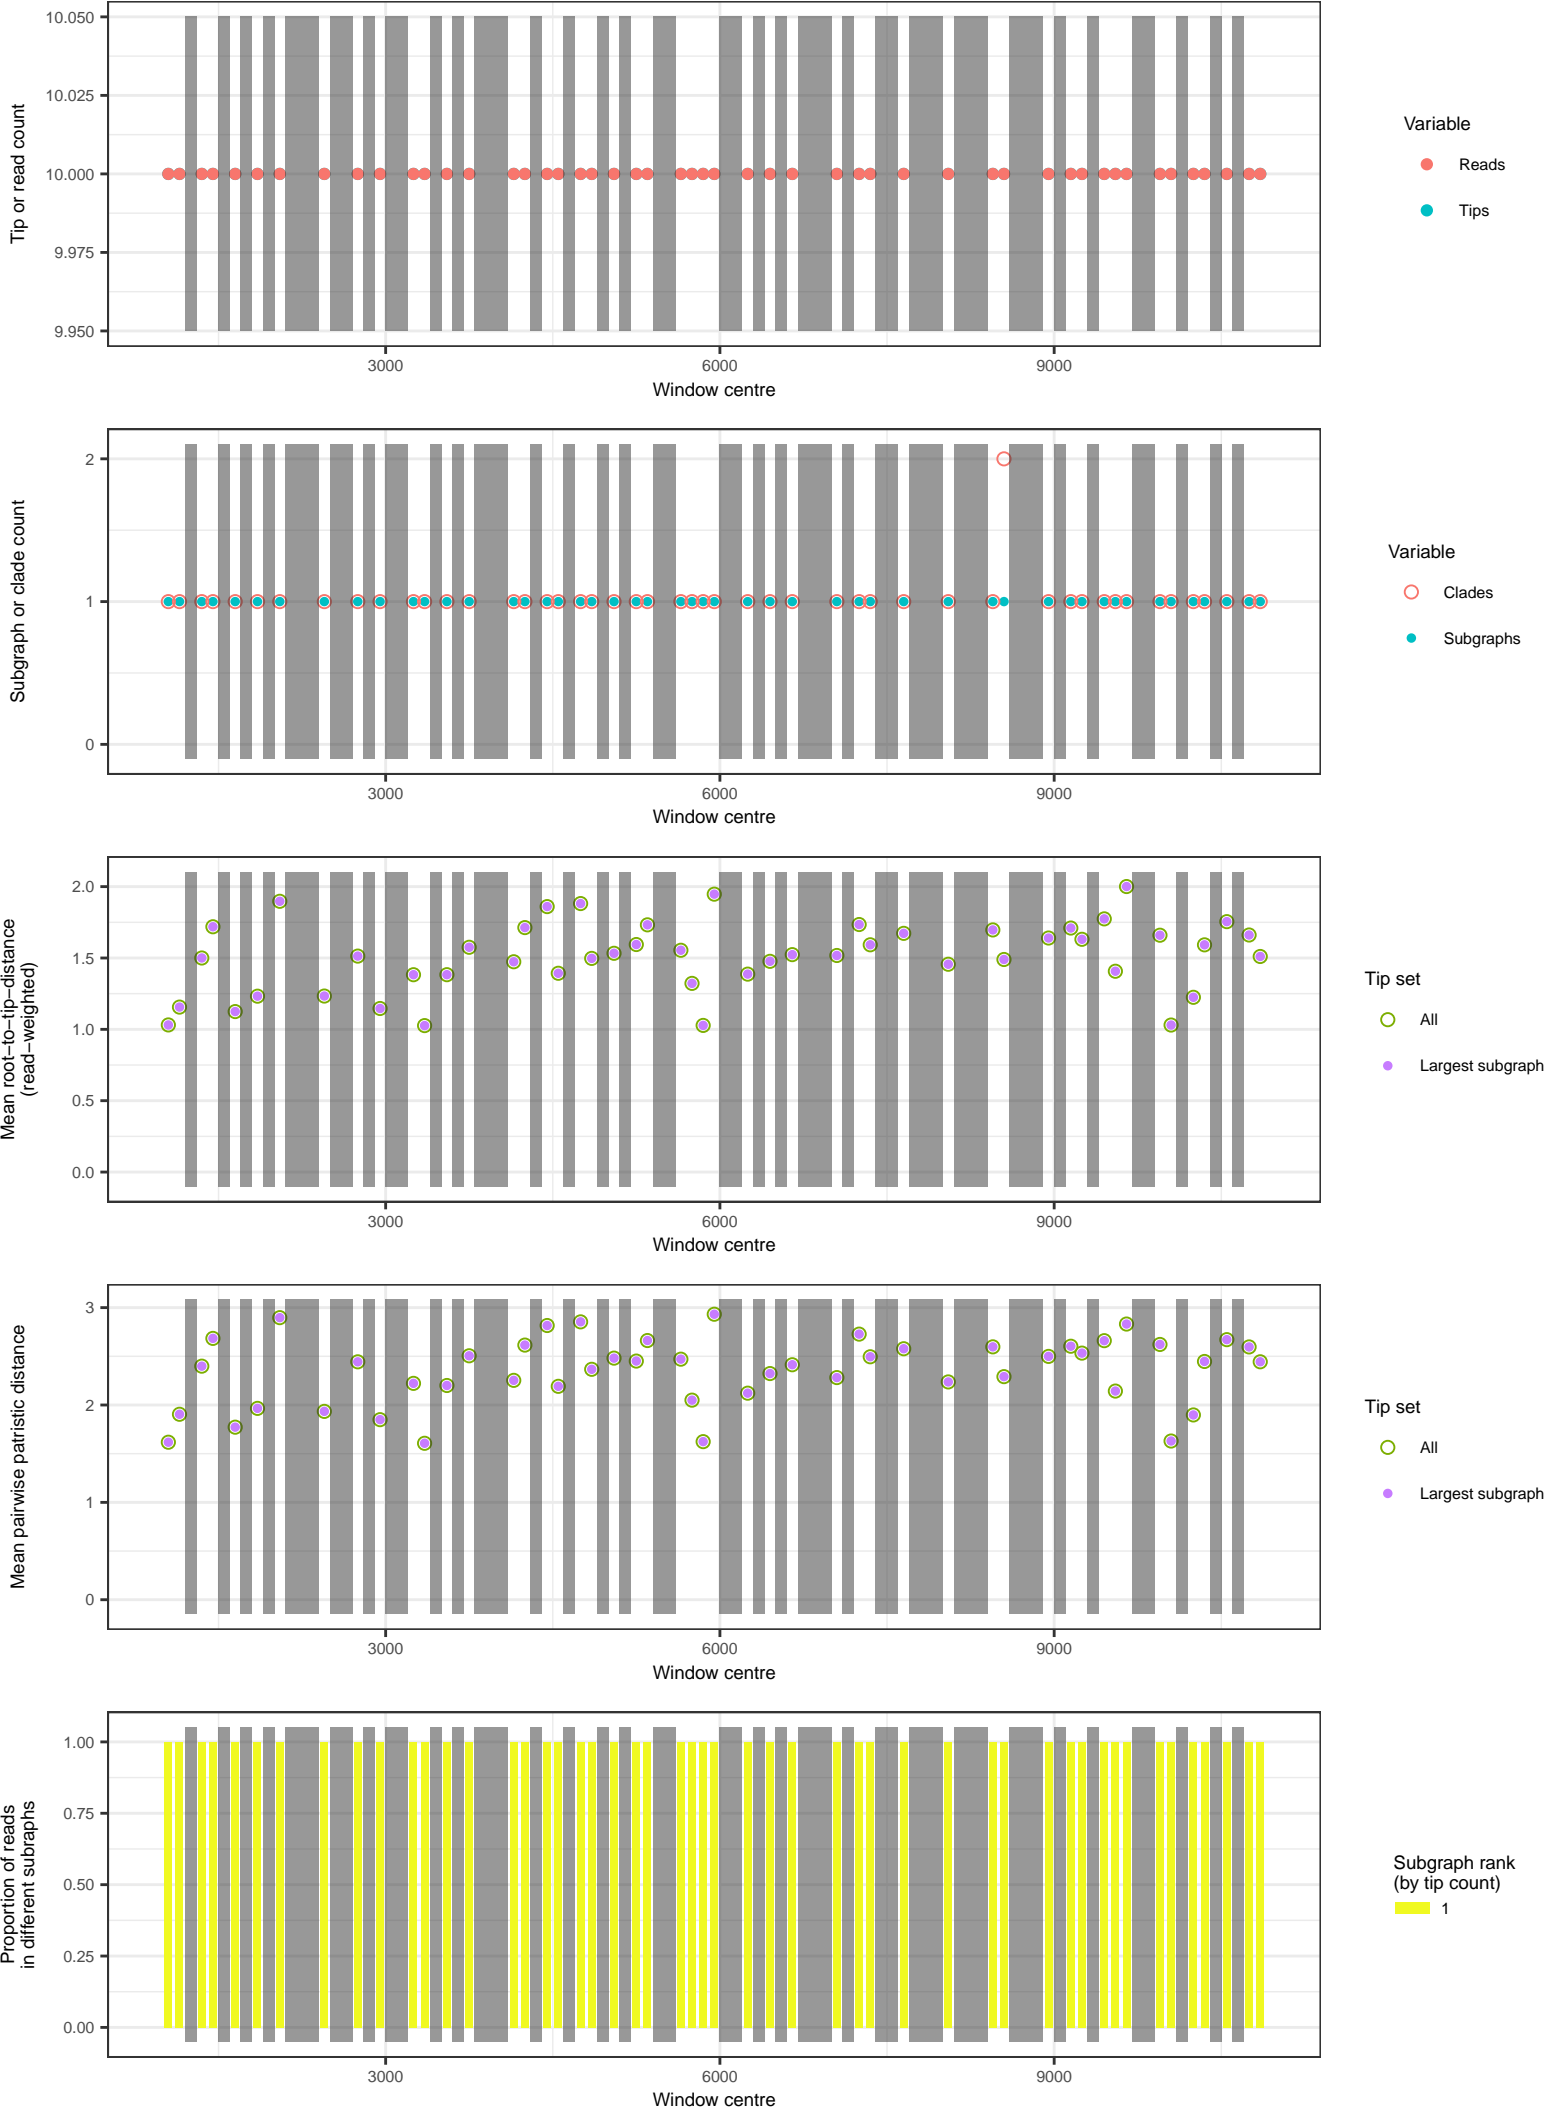 10.050
10.025
10.000
9.975
9.950
Tip or read count
3000
6000
9000
Window centre
Variable
Reads
Tips
2
1
0
Subgraph or clade count
3000
6000
9000
Window centre
Variable
Clades
Subgraphs
2.0
1.5
1.0
0.5
0.0
Mean root−to−tip−distance
(read−weighted)
3000
6000
9000
Window centre
Tip set
All
Largest subgraph
3
2
1
0
Mean pairwise patristic distance
3000
6000
9000
Window centre
Tip set
All
Largest subgraph
1.00
0.75
0.50
0.25
0.00
Proportion of reads
in different subraphs
3000
6000
9000
Window centre
Subgraph rank
(by tip count)
1